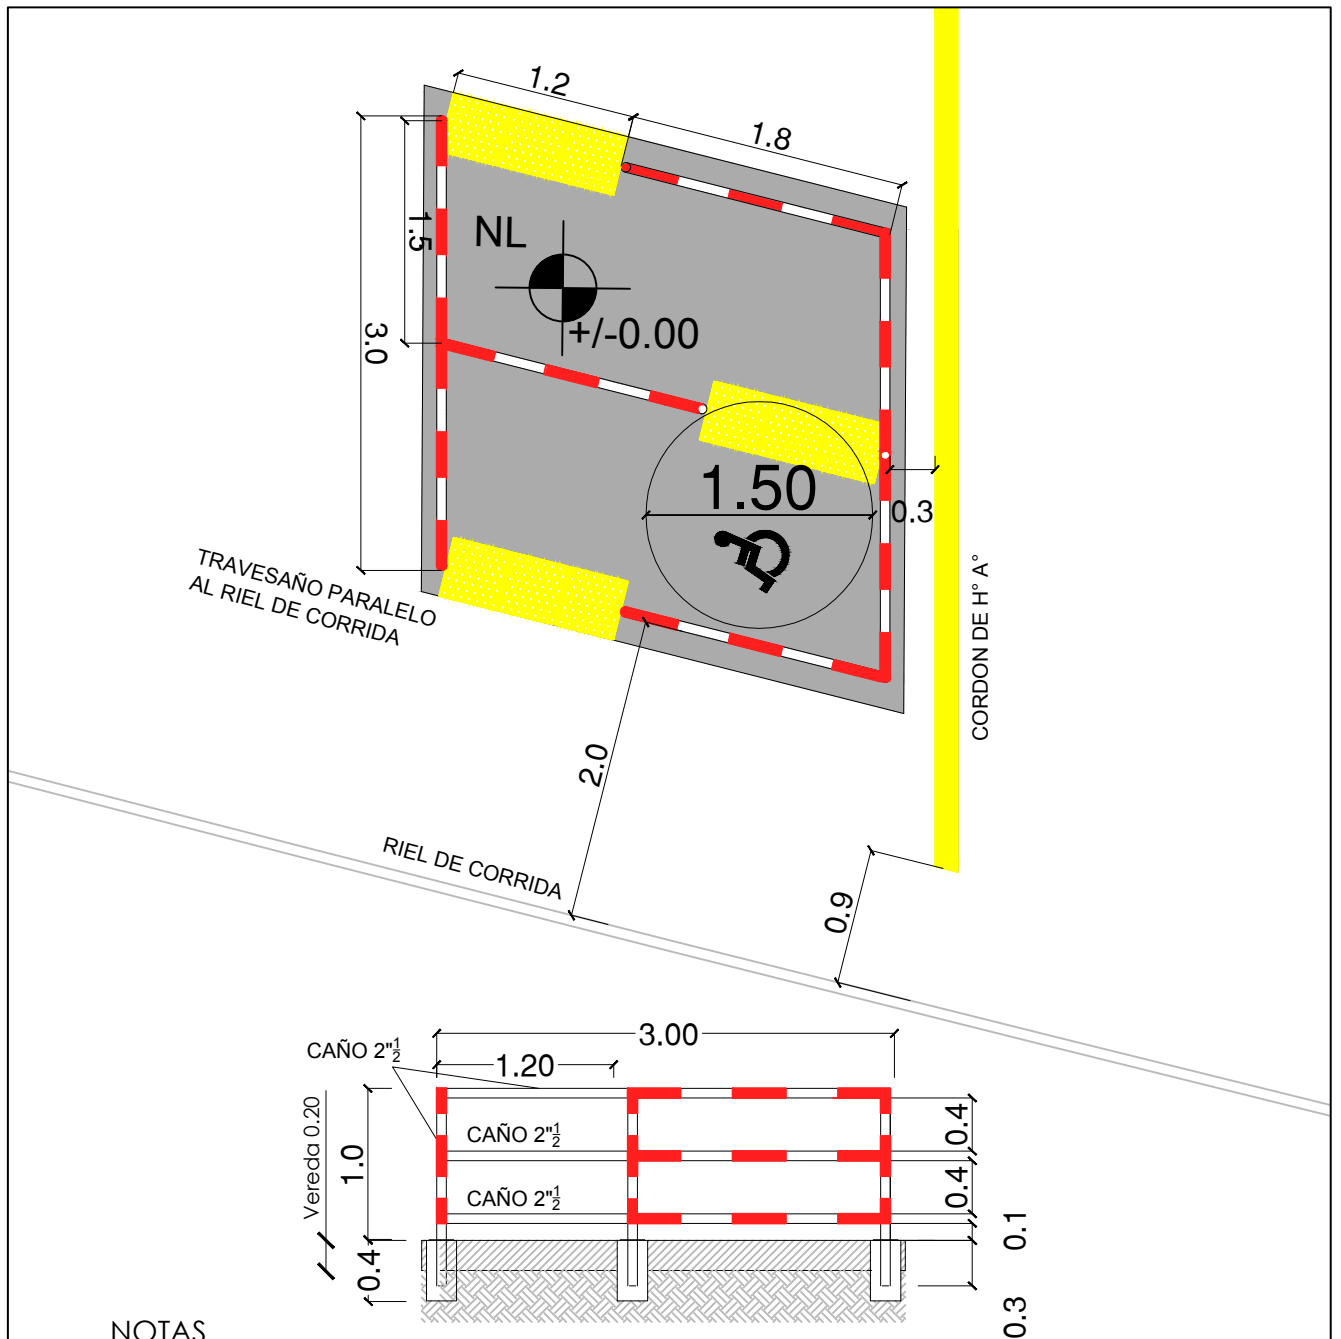 1.2
1.8
1.5
3.0
NL
+/-0.00
1.50
0.3
TRAVESAÑO PARALELO
AL RIEL DE CORRIDA
CORDON DE H° A°
2.0
RIEL DE CORRIDA
0.9
3.00
CAÑO 2"½
1.20
Vereda 0.20
1.0
CAÑO 2"½
0.4
CAÑO 2"½
0.4
0.1
0.4
0.3
NOTAS